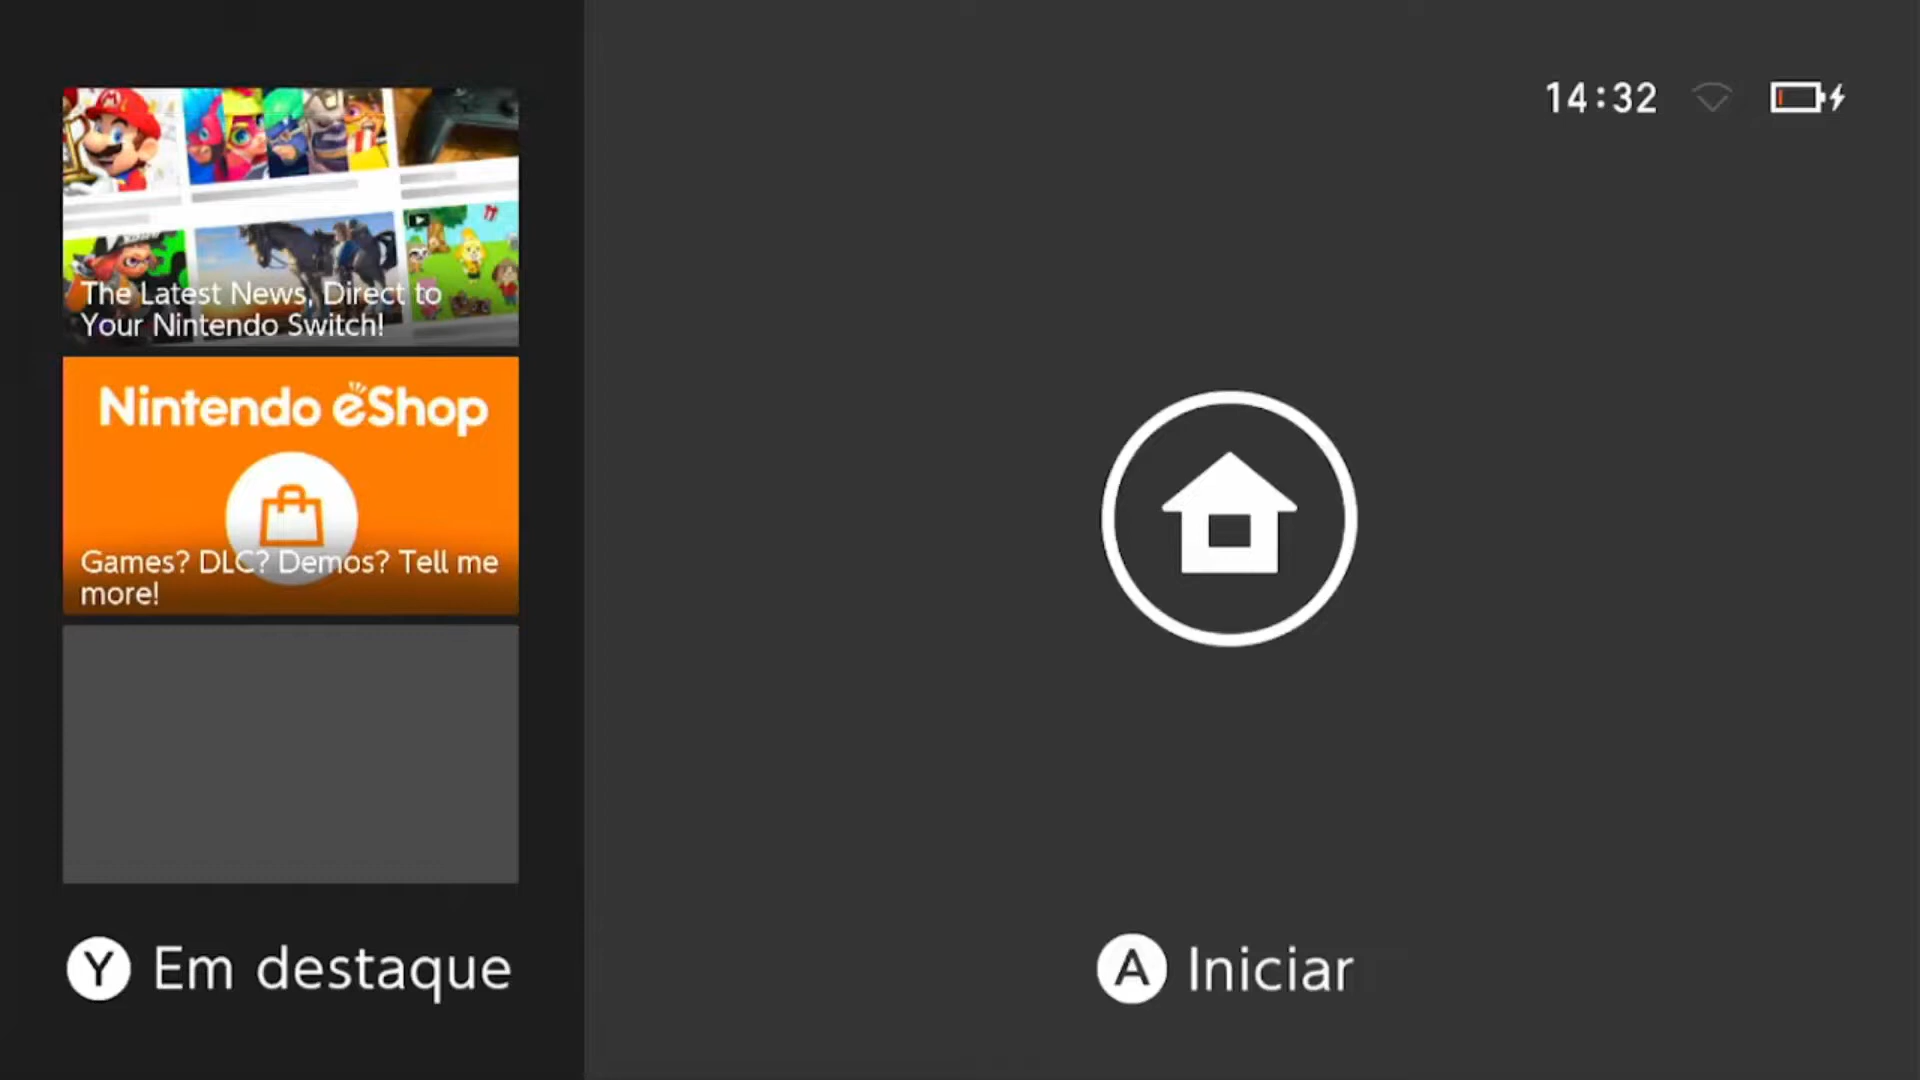 14:32
The Latest News, Direct to
Your Nintendo Switch!
Nintendo eShop
Games? DLC? Demos? Tell me
more!
Y Em destaque
A Iniciar